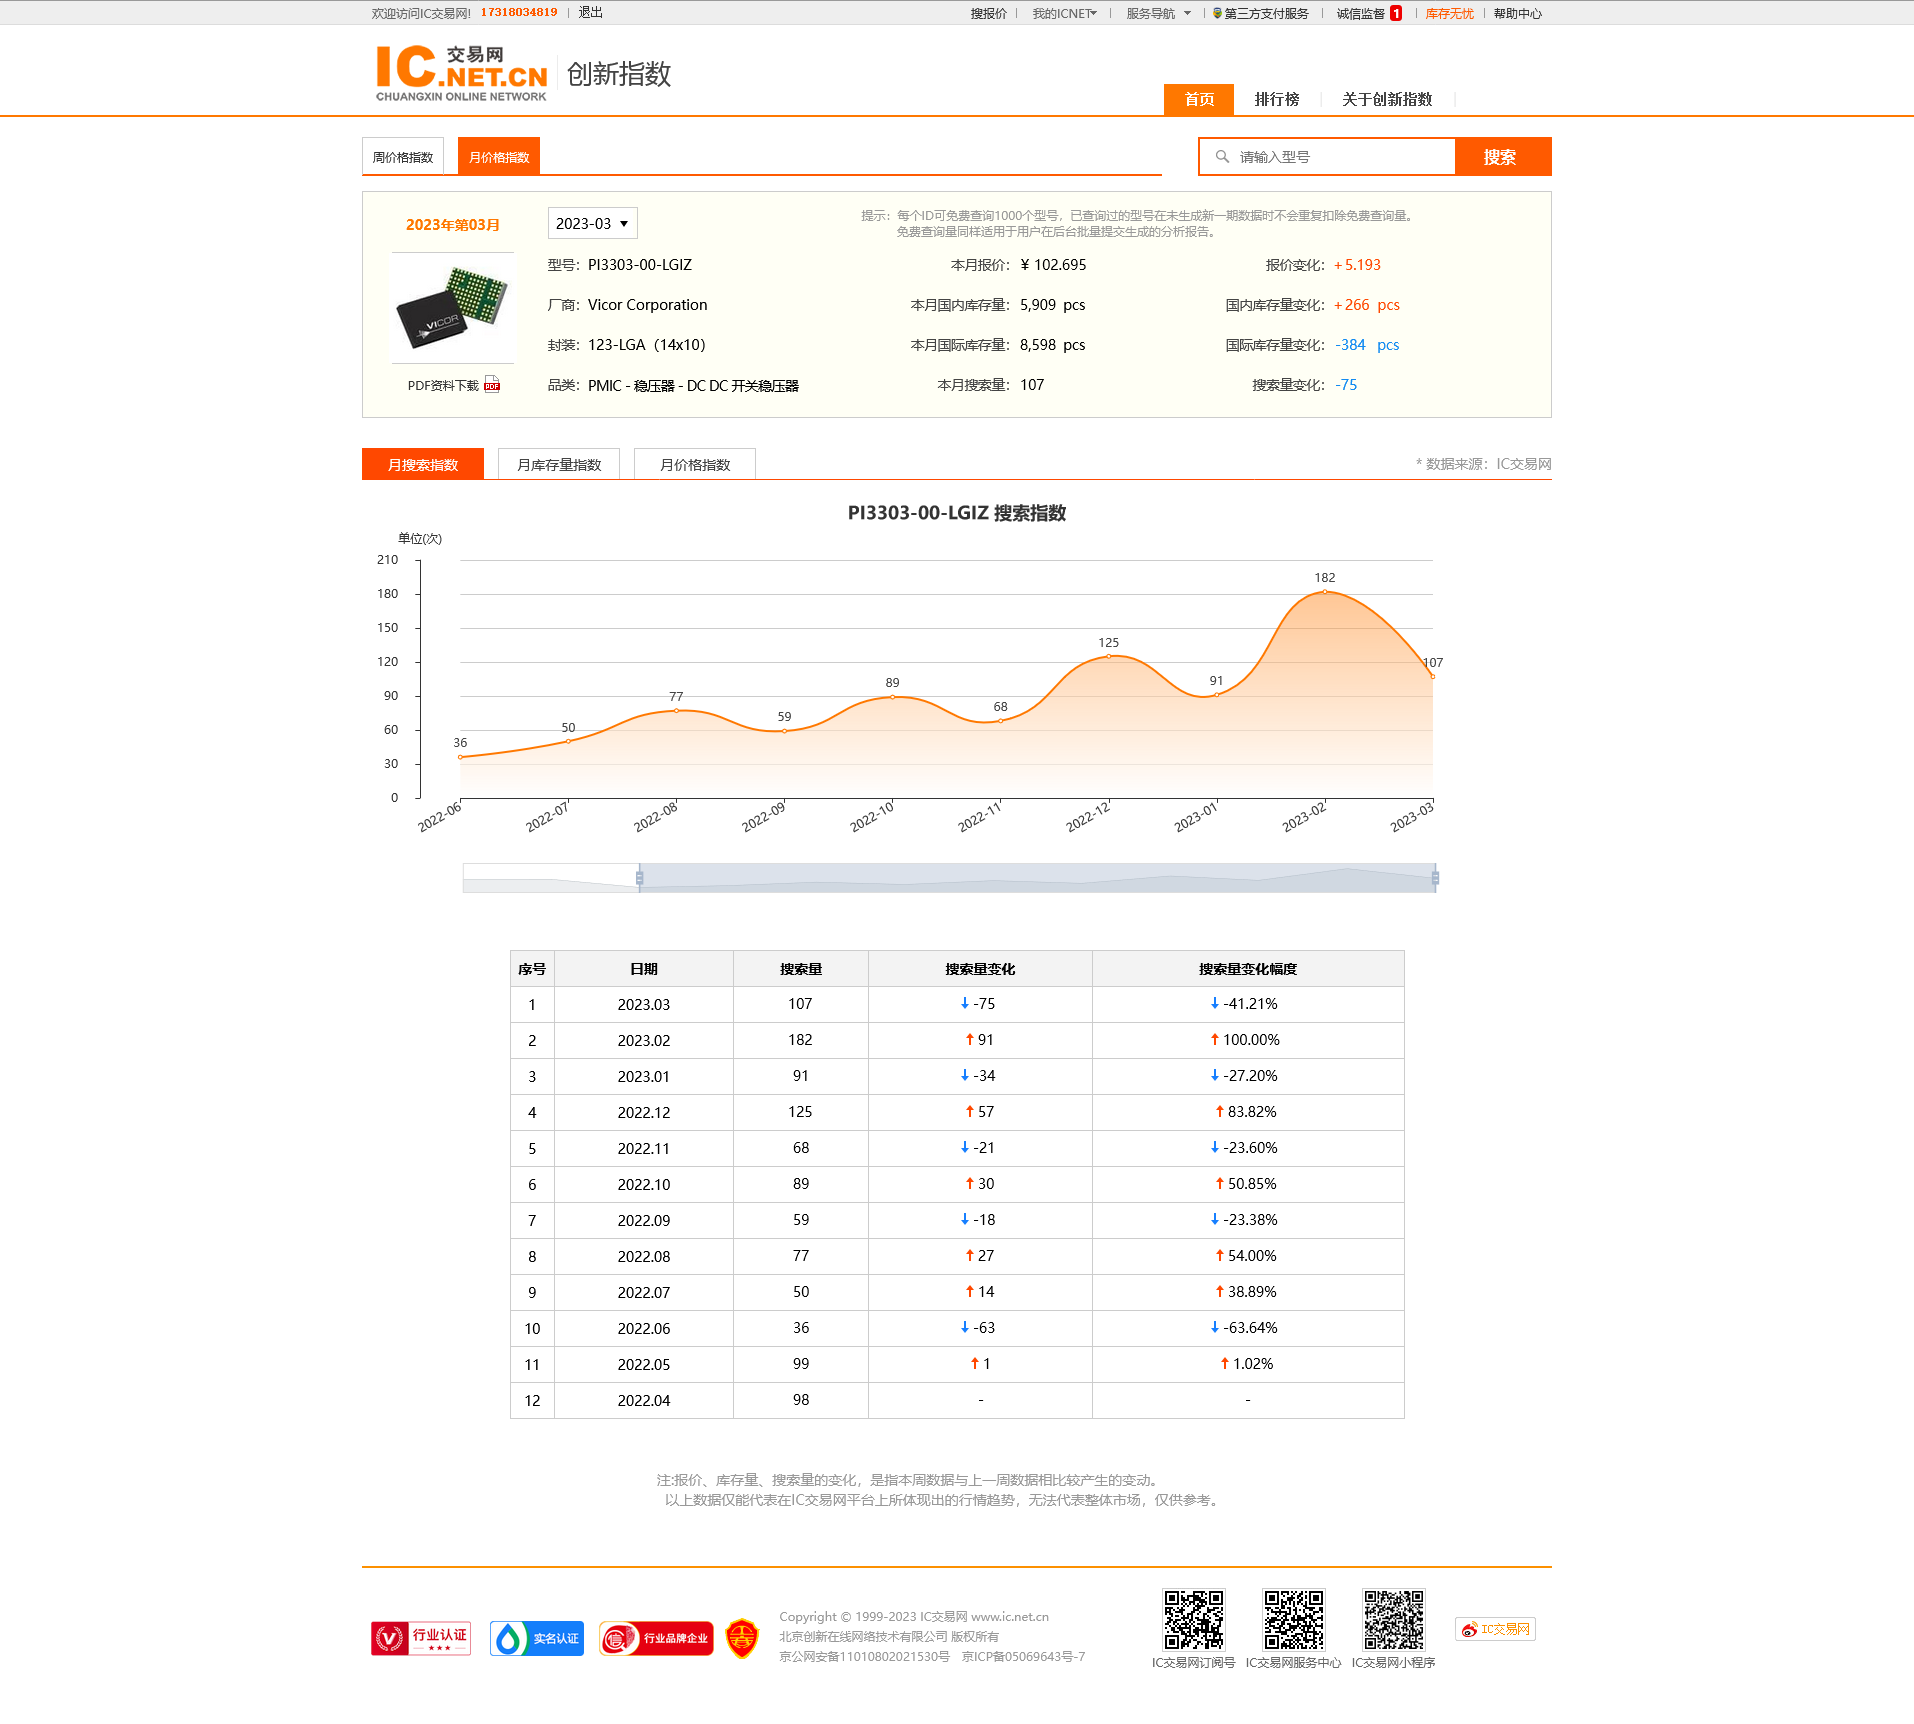 欢迎访问IC交易网! 17318034819 退出 搜报价 我的ICNET 服务导航 第三方支付服务 诚信监督 1 库存无忧 帮助中心
IC 交易网 .NET.CN
CHUANGXIN ONLINE NETWORK
创新指数
首页 排行榜 关于创新指数
周价格指数 月价格指数 请输入型号 搜索
2023年第03月 2023-03
提示：每个ID可免费查询1000个型号，已查询过的型号在未生成新一期数据时不会重复扣除免费查询量。
免费查询量同样适用于用户在后台批量提交生成的分析报告。
型号：PI3303-00-LGIZ 本月报价：¥ 102.695 报价变化：+5.193
厂商：Vicor Corporation 本月国内库存量：5,909 pcs 国内库存量变化：+266 pcs
VICOR
封装：123-LGA（14x10） 本月国际库存量：8,598 pcs 国际库存量变化：-384 pcs
PDF资料下载 PDF
品类：PMIC - 稳压器 - DC DC 开关稳压器 本月搜索量：107 搜索量变化：-75
月搜索指数 月库存量指数 月价格指数 * 数据来源：IC交易网
PI3303-00-LGIZ 搜索指数
单位(次)
210
180
150
120
90
60
30
0
36
50
77
59
89
68
125
91
182
107
2022-06 2022-07 2022-08 2022-09 2022-10 2022-11 2022-12 2023-01 2023-02 2023-03
序号 日期 搜索量 搜索量变化 搜索量变化幅度
1 2023.03 107 -75 -41.21%
2 2023.02 182 91 100.00%
3 2023.01 91 -34 -27.20%
4 2022.12 125 57 83.82%
5 2022.11 68 -21 -23.60%
6 2022.10 89 30 50.85%
7 2022.09 59 -18 -23.38%
8 2022.08 77 27 54.00%
9 2022.07 50 14 38.89%
10 2022.06 36 -63 -63.64%
11 2022.05 99 1 1.02%
12 2022.04 98 - -
注:报价、库存量、搜索量的变化，是指本周数据与上一周数据相比较产生的变动。
以上数据仅能代表在IC交易网平台上所体现出的行情趋势，无法代表整体市场，仅供参考。
行业认证
实名认证
信 行业品牌企业
Copyright © 1999-2023 IC交易网 www.ic.net.cn
北京创新在线网络技术有限公司 版权所有
京公网安备11010802021530号 京ICP备05069643号-7
IC交易网订阅号 IC交易网服务中心 IC交易网小程序
IC交易网